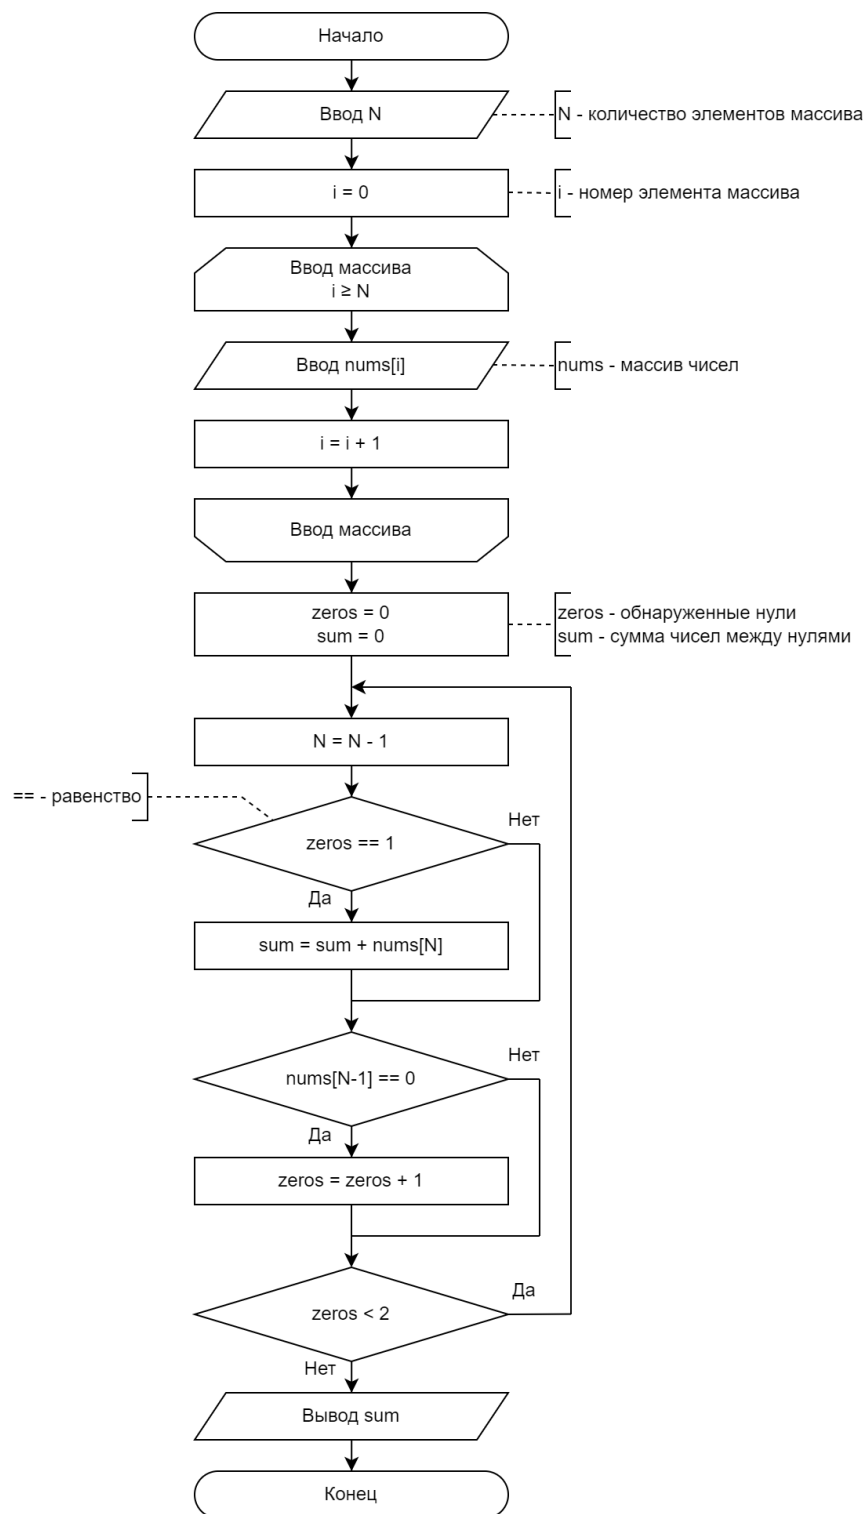 Начало
Ввод N
N - количество элементов массива
i = 0
i - номер элемента массива
Ввод массива
i ≥ N
Ввод nums[i]
nums - массив чисел
i = i + 1
Ввод массива
zeros = 0
sum = 0
zeros - обнаруженные нули
sum - сумма чисел между нулями
N = N - 1
== - равенство
zeros == 1
Нет
Да
sum = sum + nums[N]
nums[N-1] == 0
Нет
Да
zeros = zeros + 1
zeros < 2
Да
Нет
Вывод sum
Конец